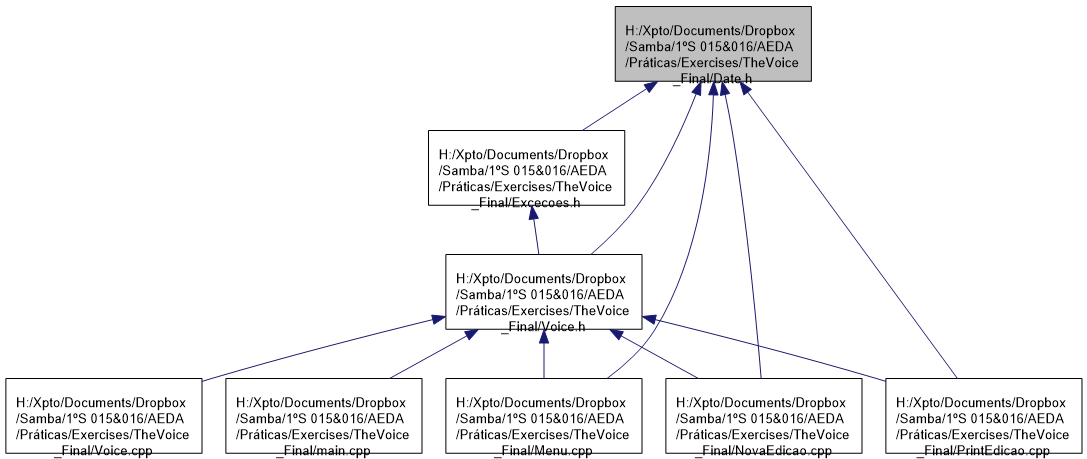 H:/Xpto/Documents/Dropbox
/Samba/1ºS 015&016/AEDA
/Práticas/Exercises/TheVoice
_Final/Date.h
H:/Xpto/Documents/Dropbox
/Samba/1ºS 015&016/AEDA
/Práticas/Exercises/TheVoice
_Final/Excecoes.h
H:/Xpto/Documents/Dropbox
/Samba/1ºS 015&016/AEDA
/Práticas/Exercises/TheVoice
_Final/Voice.h
H:/Xpto/Documents/Dropbox
/Samba/1ºS 015&016/AEDA
/Práticas/Exercises/TheVoice
_Final/Voice.cpp
H:/Xpto/Documents/Dropbox
/Samba/1ºS 015&016/AEDA
/Práticas/Exercises/TheVoice
_Final/main.cpp
H:/Xpto/Documents/Dropbox
/Samba/1ºS 015&016/AEDA
/Práticas/Exercises/TheVoice
_Final/Menu.cpp
H:/Xpto/Documents/Dropbox
/Samba/1ºS 015&016/AEDA
/Práticas/Exercises/TheVoice
_Final/NovaEdicao.cpp
H:/Xpto/Documents/Dropbox
/Samba/1ºS 015&016/AEDA
/Práticas/Exercises/TheVoice
_Final/PrintEdicao.cpp